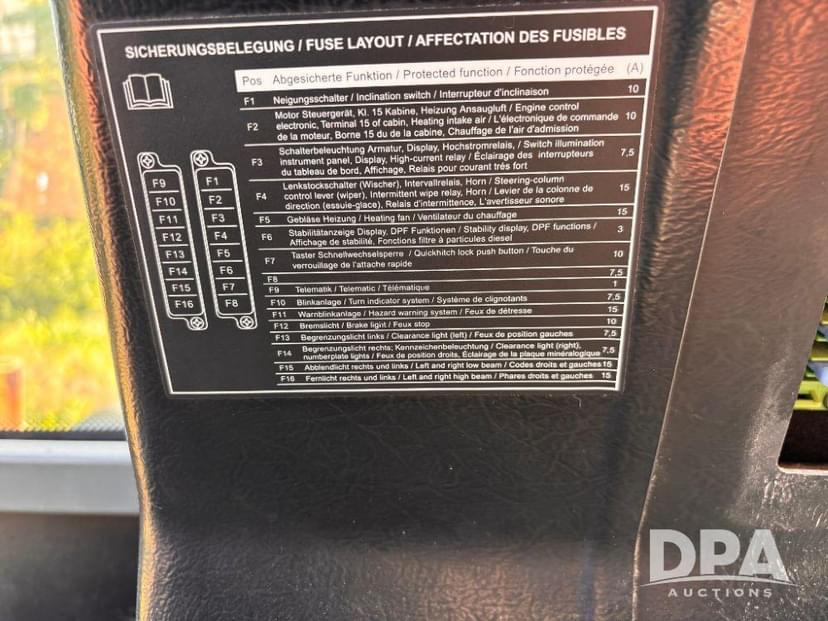 SICHERUNGSBELEGUNG / FUSE LAYOUT / AFFECTATION DES FUSIBLES
Pos Abgesicherte Funktion / Protected function / Fonction protégée (A)
F1 Neigungsschalter / Inclination switch / Interrupteur d'inclinaison 10
F2 Motor Steuergerät, Kl. 15 Kabine, Heizung Ansaugluft / Engine control
electronic, Terminal 15 of cabin, Heating intake air / L'électronique de commande 10
de la moteur, Borne 15 du de la cabine, Chauffage de l'air d'admission
F3 Schalterbeleuchtung Armatur, Display, Hochstromrelais, / Switch illumination
instrument panel, Display, High-current relay / Éclairage des interrupteurs 7,5
du tableau de bord, Affichage, Relais pour courant très fort
F4 Lenkstockschalter (Wischer), Intervallrelais, Horn / Steering-column
control lever (wiper), Intermittent wipe relay, Horn / Levier de la colonne de 15
direction (essuie-glace), Relais d'intermittence, L'avertisseur sonore
F5 Gebläse Heizung / Heating fan / Ventilateur du chauffage 15
F6 Stabilitätanzeige Display, DPF Funktionen / Stability display, DPF functions / 3
Affichage de stabilité, Fonctions filtre à particules diesel
F7 Taster Schnellwechselsperre / Quickhitch lock push button / Touche du 10
verrouillage de l'attache rapide
F8 7,5
F9 Telematik / Telematic / Télématique 1
F10 Blinkanlage / Turn indicator system / Système de clignotants 7,5
F11 Warnblinkanlage / Hazard warning system / Feux de détresse 15
F12 Bremslicht / Brake light / Feux stop 10
F13 Begrenzungslicht links / Clearance light (left) / Feux de position gauches 7,5
F14 Begrenzungslicht rechts; Kennzeichenbeleuchtung / Clearance light (right), 7,5
numberplate lights / Feux de position droits, Éclairage de la plaque minéralogique
F15 Abblendlicht rechts und links / Left and right low beam / Codes droits et gauches 15
F16 Fernlicht rechts und links / Left and right high beam / Phares droits et gauches 15
F9 F1
F10 F2
F11 F3
F12 F4
F13 F5
F14 F6
F15 F7
F16 F8
DPA
AUCTIONS